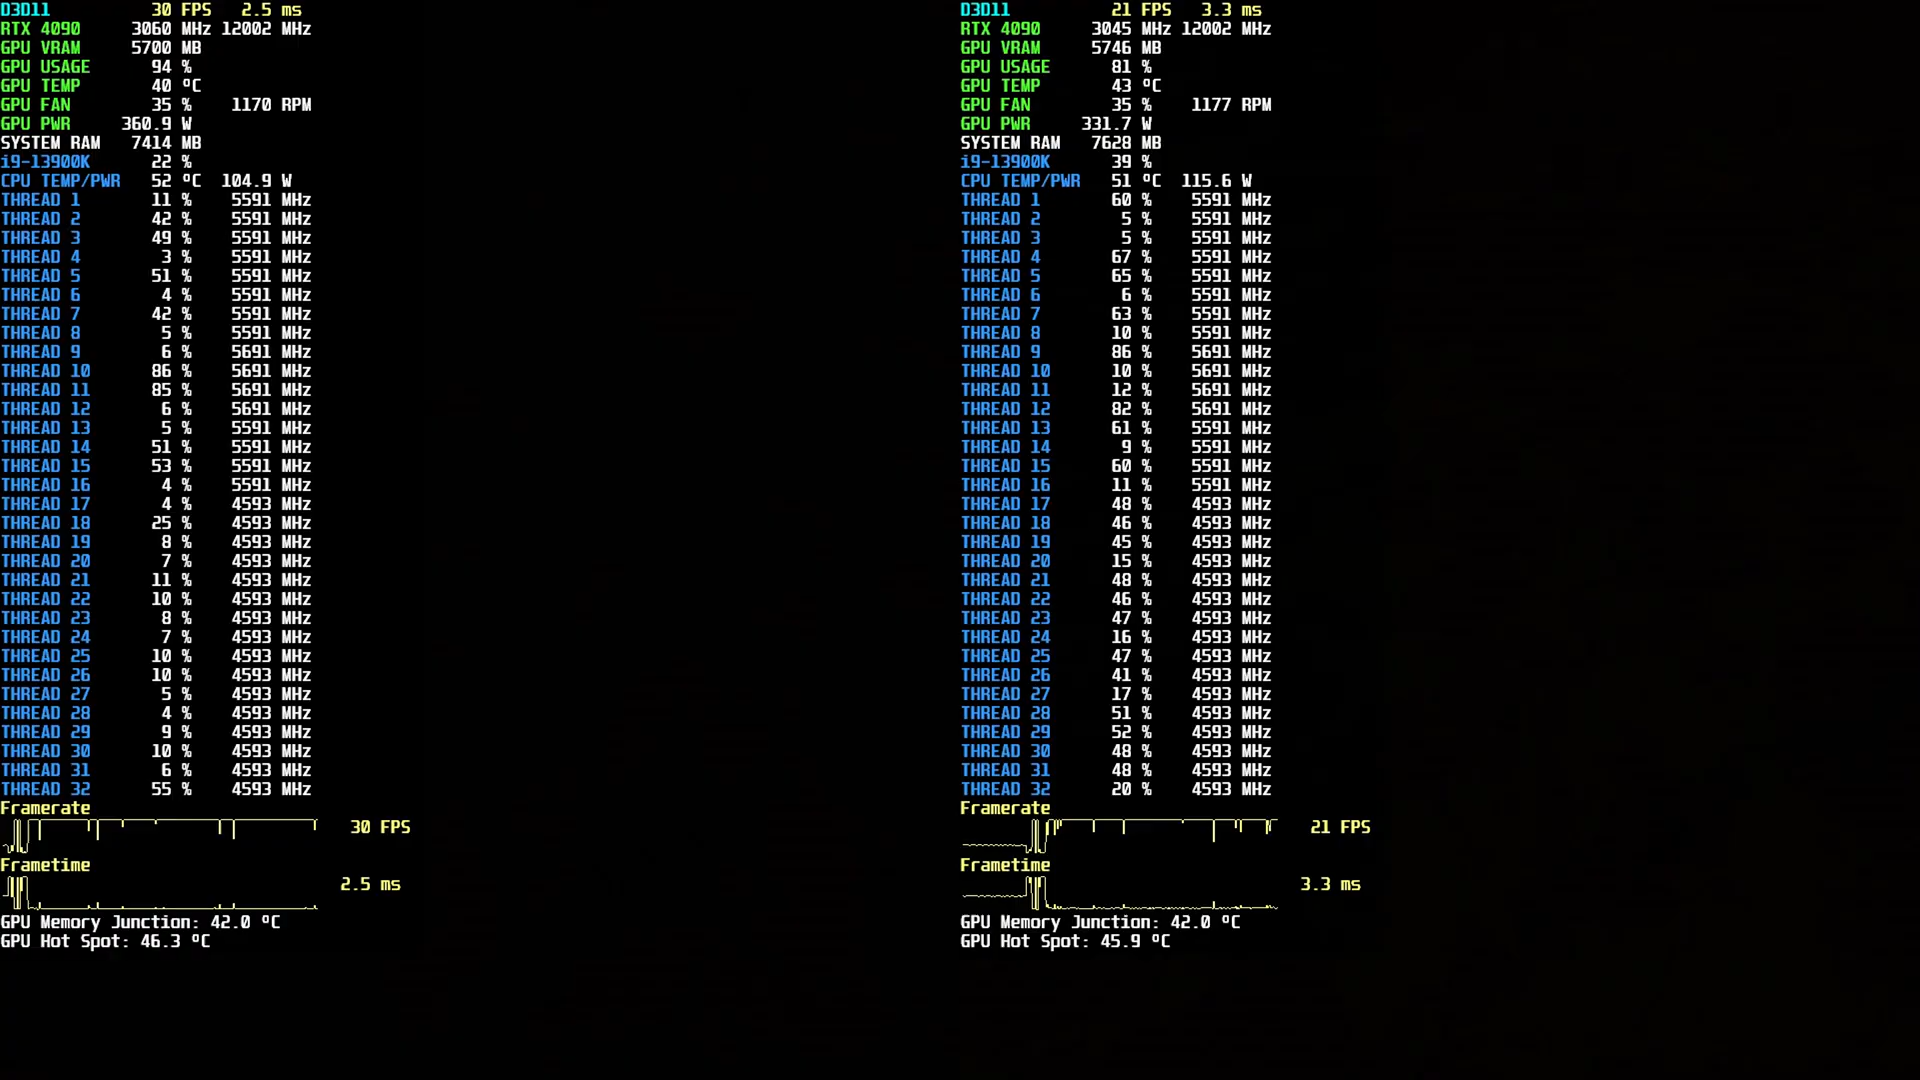 D3D11 30 FPS 2.5 ms
RTX 4090 3060 MHz 12002 MHz
GPU VRAM 5700 MB
GPU USAGE 94 %
GPU TEMP 40 ºC
GPU FAN 35 % 1170 RPM
GPU PWR 360.9 W
SYSTEM RAM 7414 MB
i9-13900K 22 %
CPU TEMP/PWR 52 ºC 104.9 W
THREAD 1 11 % 5591 MHz
THREAD 2 42 % 5591 MHz
THREAD 3 49 % 5591 MHz
THREAD 4 3 % 5591 MHz
THREAD 5 51 % 5591 MHz
THREAD 6 4 % 5591 MHz
THREAD 7 42 % 5591 MHz
THREAD 8 5 % 5591 MHz
THREAD 9 6 % 5691 MHz
THREAD 10 86 % 5691 MHz
THREAD 11 85 % 5691 MHz
THREAD 12 6 % 5691 MHz
THREAD 13 5 % 5591 MHz
THREAD 14 51 % 5591 MHz
THREAD 15 53 % 5591 MHz
THREAD 16 4 % 5591 MHz
THREAD 17 4 % 4593 MHz
THREAD 18 25 % 4593 MHz
THREAD 19 8 % 4593 MHz
THREAD 20 7 % 4593 MHz
THREAD 21 11 % 4593 MHz
THREAD 22 10 % 4593 MHz
THREAD 23 8 % 4593 MHz
THREAD 24 7 % 4593 MHz
THREAD 25 10 % 4593 MHz
THREAD 26 10 % 4593 MHz
THREAD 27 5 % 4593 MHz
THREAD 28 4 % 4593 MHz
THREAD 29 9 % 4593 MHz
THREAD 30 10 % 4593 MHz
THREAD 31 6 % 4593 MHz
THREAD 32 55 % 4593 MHz
Framerate
30 FPS
Frametime
2.5 ms
GPU Memory Junction: 42.0 ºC
GPU Hot Spot: 46.3 ºC
D3D11 21 FPS 3.3 ms
RTX 4090 3045 MHz 12002 MHz
GPU VRAM 5746 MB
GPU USAGE 81 %
GPU TEMP 43 ºC
GPU FAN 35 % 1177 RPM
GPU PWR 331.7 W
SYSTEM RAM 7628 MB
i9-13900K 39 %
CPU TEMP/PWR 51 ºC 115.6 W
THREAD 1 60 % 5591 MHz
THREAD 2 5 % 5591 MHz
THREAD 3 5 % 5591 MHz
THREAD 4 67 % 5591 MHz
THREAD 5 65 % 5591 MHz
THREAD 6 6 % 5591 MHz
THREAD 7 63 % 5591 MHz
THREAD 8 10 % 5591 MHz
THREAD 9 86 % 5691 MHz
THREAD 10 10 % 5691 MHz
THREAD 11 12 % 5691 MHz
THREAD 12 82 % 5691 MHz
THREAD 13 61 % 5591 MHz
THREAD 14 9 % 5591 MHz
THREAD 15 60 % 5591 MHz
THREAD 16 11 % 5591 MHz
THREAD 17 48 % 4593 MHz
THREAD 18 46 % 4593 MHz
THREAD 19 45 % 4593 MHz
THREAD 20 15 % 4593 MHz
THREAD 21 48 % 4593 MHz
THREAD 22 46 % 4593 MHz
THREAD 23 47 % 4593 MHz
THREAD 24 16 % 4593 MHz
THREAD 25 47 % 4593 MHz
THREAD 26 41 % 4593 MHz
THREAD 27 17 % 4593 MHz
THREAD 28 51 % 4593 MHz
THREAD 29 52 % 4593 MHz
THREAD 30 48 % 4593 MHz
THREAD 31 48 % 4593 MHz
THREAD 32 20 % 4593 MHz
Framerate
21 FPS
Frametime
3.3 ms
GPU Memory Junction: 42.0 ºC
GPU Hot Spot: 45.9 ºC